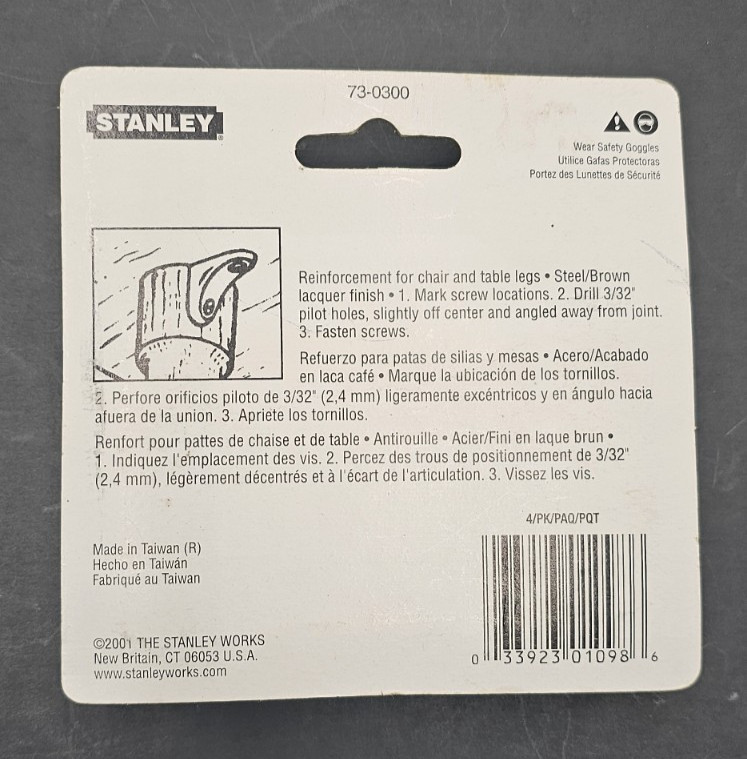 73-0300
STANLEY
®
Wear Safety Goggles
Utilice Gafas Protectoras
Portez des Lunettes de Sécurité
Reinforcement for chair and table legs • Steel/Brown
lacquer finish • 1. Mark screw locations. 2. Drill 3/32"
pilot holes, slightly off center and angled away from joint.
3. Fasten screws.
Refuerzo para patas de silias y mesas • Acero/Acabado
en laca café • Marque la ubicación de los tornillos.
2. Perfore orificios piloto de 3/32" (2,4 mm) ligeramente excéntricos y en ángulo hacia
afuera de la union. 3. Apriete los tornillos.
Renfort pour pattes de chaise et de table • Antirouille • Acier/Fini en laque brun •
1. Indiquez l'emplacement des vis. 2. Percez des trous de positionnement de 3/32"
(2,4 mm), légèrement décentrés et à l'écart de l'articulation. 3. Vissez les vis.
4/PK/PAQ/PQT
Made in Taiwan (R)
Hecho en Taiwán
Fabriqué au Taiwan
©2001 THE STANLEY WORKS
New Britain, CT 06053 U.S.A.
www.stanleyworks.com
0 33923 01098 6